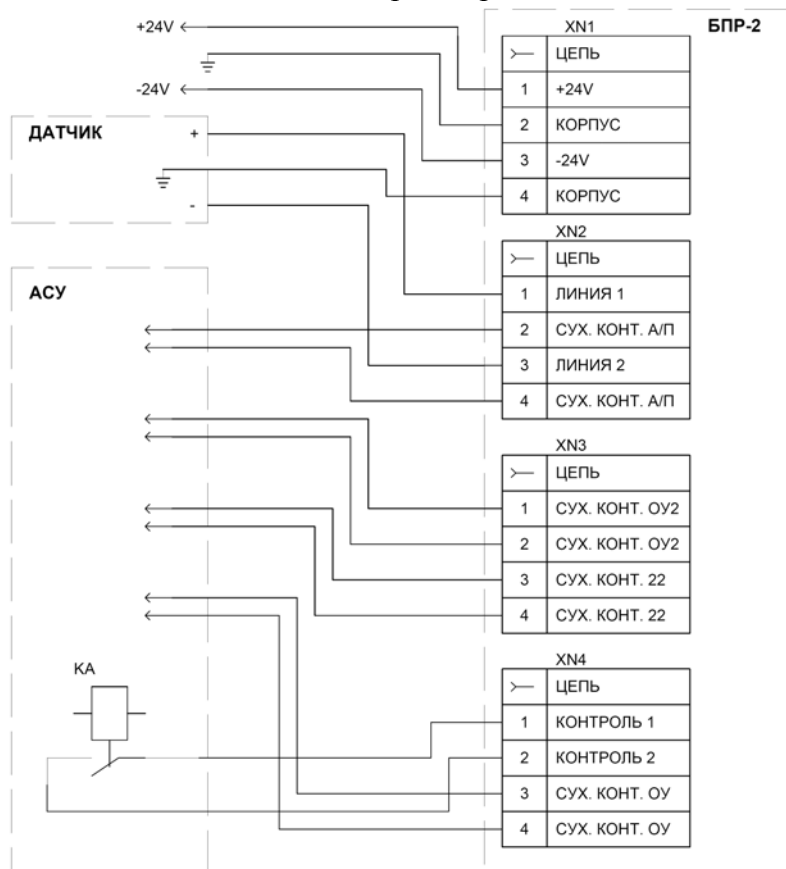 +24V
-24V
ДАТЧИК
+
-
АСУ
КА
БПР-2
XN1
ЦЕПЬ
1 +24V
2 КОРПУС
3 -24V
4 КОРПУС
XN2
ЦЕПЬ
1 ЛИНИЯ 1
2 СУХ. КОНТ. А/П
3 ЛИНИЯ 2
4 СУХ. КОНТ. А/П
XN3
ЦЕПЬ
1 СУХ. КОНТ. ОУ2
2 СУХ. КОНТ. ОУ2
3 СУХ. КОНТ. 22
4 СУХ. КОНТ. 22
XN4
ЦЕПЬ
1 КОНТРОЛЬ 1
2 КОНТРОЛЬ 2
3 СУХ. КОНТ. ОУ
4 СУХ. КОНТ. ОУ